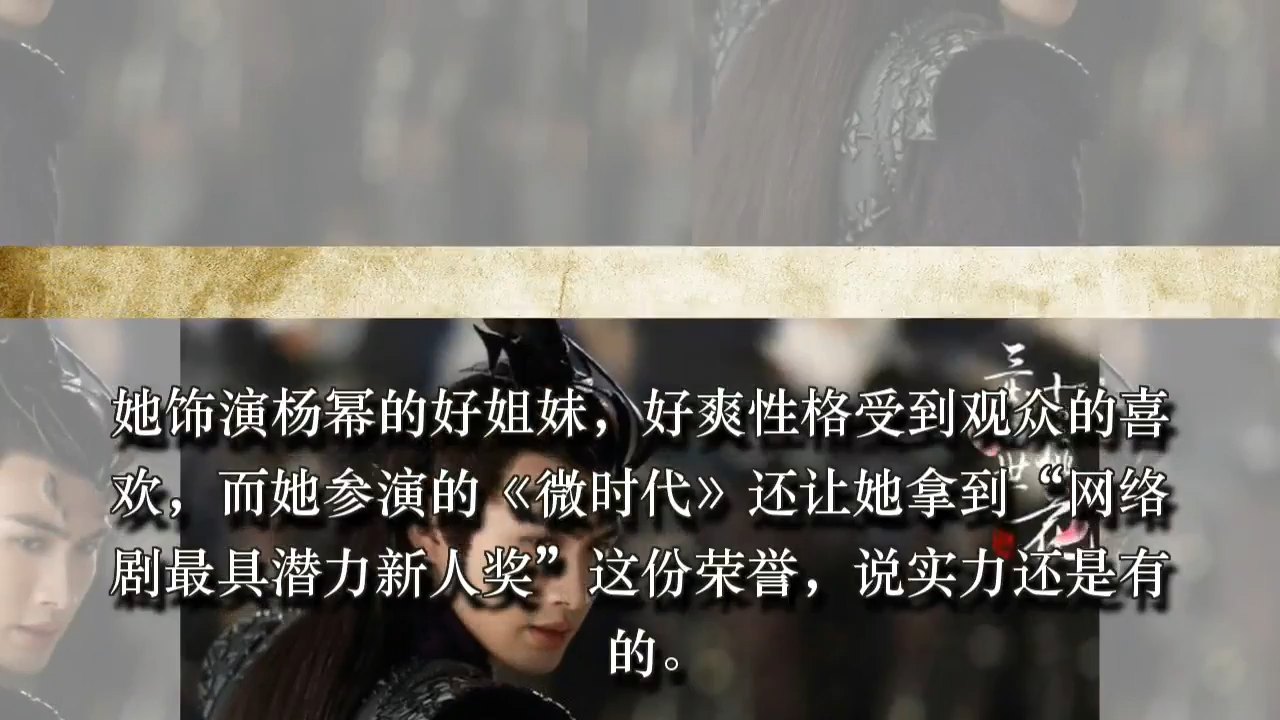 她饰演杨幂的好姐妹，好爽性格受到观众的喜
欢，而她参演的《微时代》还让她拿到“网络
剧最具潜力新人奖”这份荣誉，说实力还是有
的。